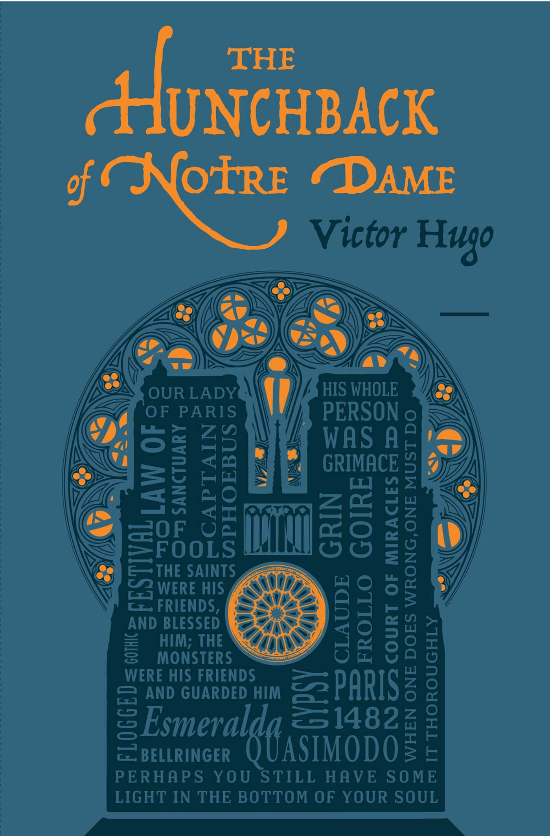 THE
HUNCHBACK
of NOTRE DAME
Victor Hugo
OUR LADY
OF PARIS
LAW OF
SANCTUARY
CAPTAIN
PHOEBUS
FESTIVAL
OF
FOOLS
THE SAINTS
WERE HIS
FRIENDS,
AND BLESSED
HIM; THE
MONSTERS
WERE HIS FRIENDS
AND GUARDED HIM
GOTHIC
FLOGGED
Esmeralda
BELLRINGER
QUASIMODO
HIS WHOLE
PERSON
WAS A
GRIMACE
GRIN
GOIRE
CLAUDE
FROLLO
COURT OF MIRACLES
WHEN ONE DOES WRONG, ONE MUST DO
IT THOROUGHLY
GYPSY
PARIS
1482
PERHAPS YOU STILL HAVE SOME
LIGHT IN THE BOTTOM OF YOUR SOUL